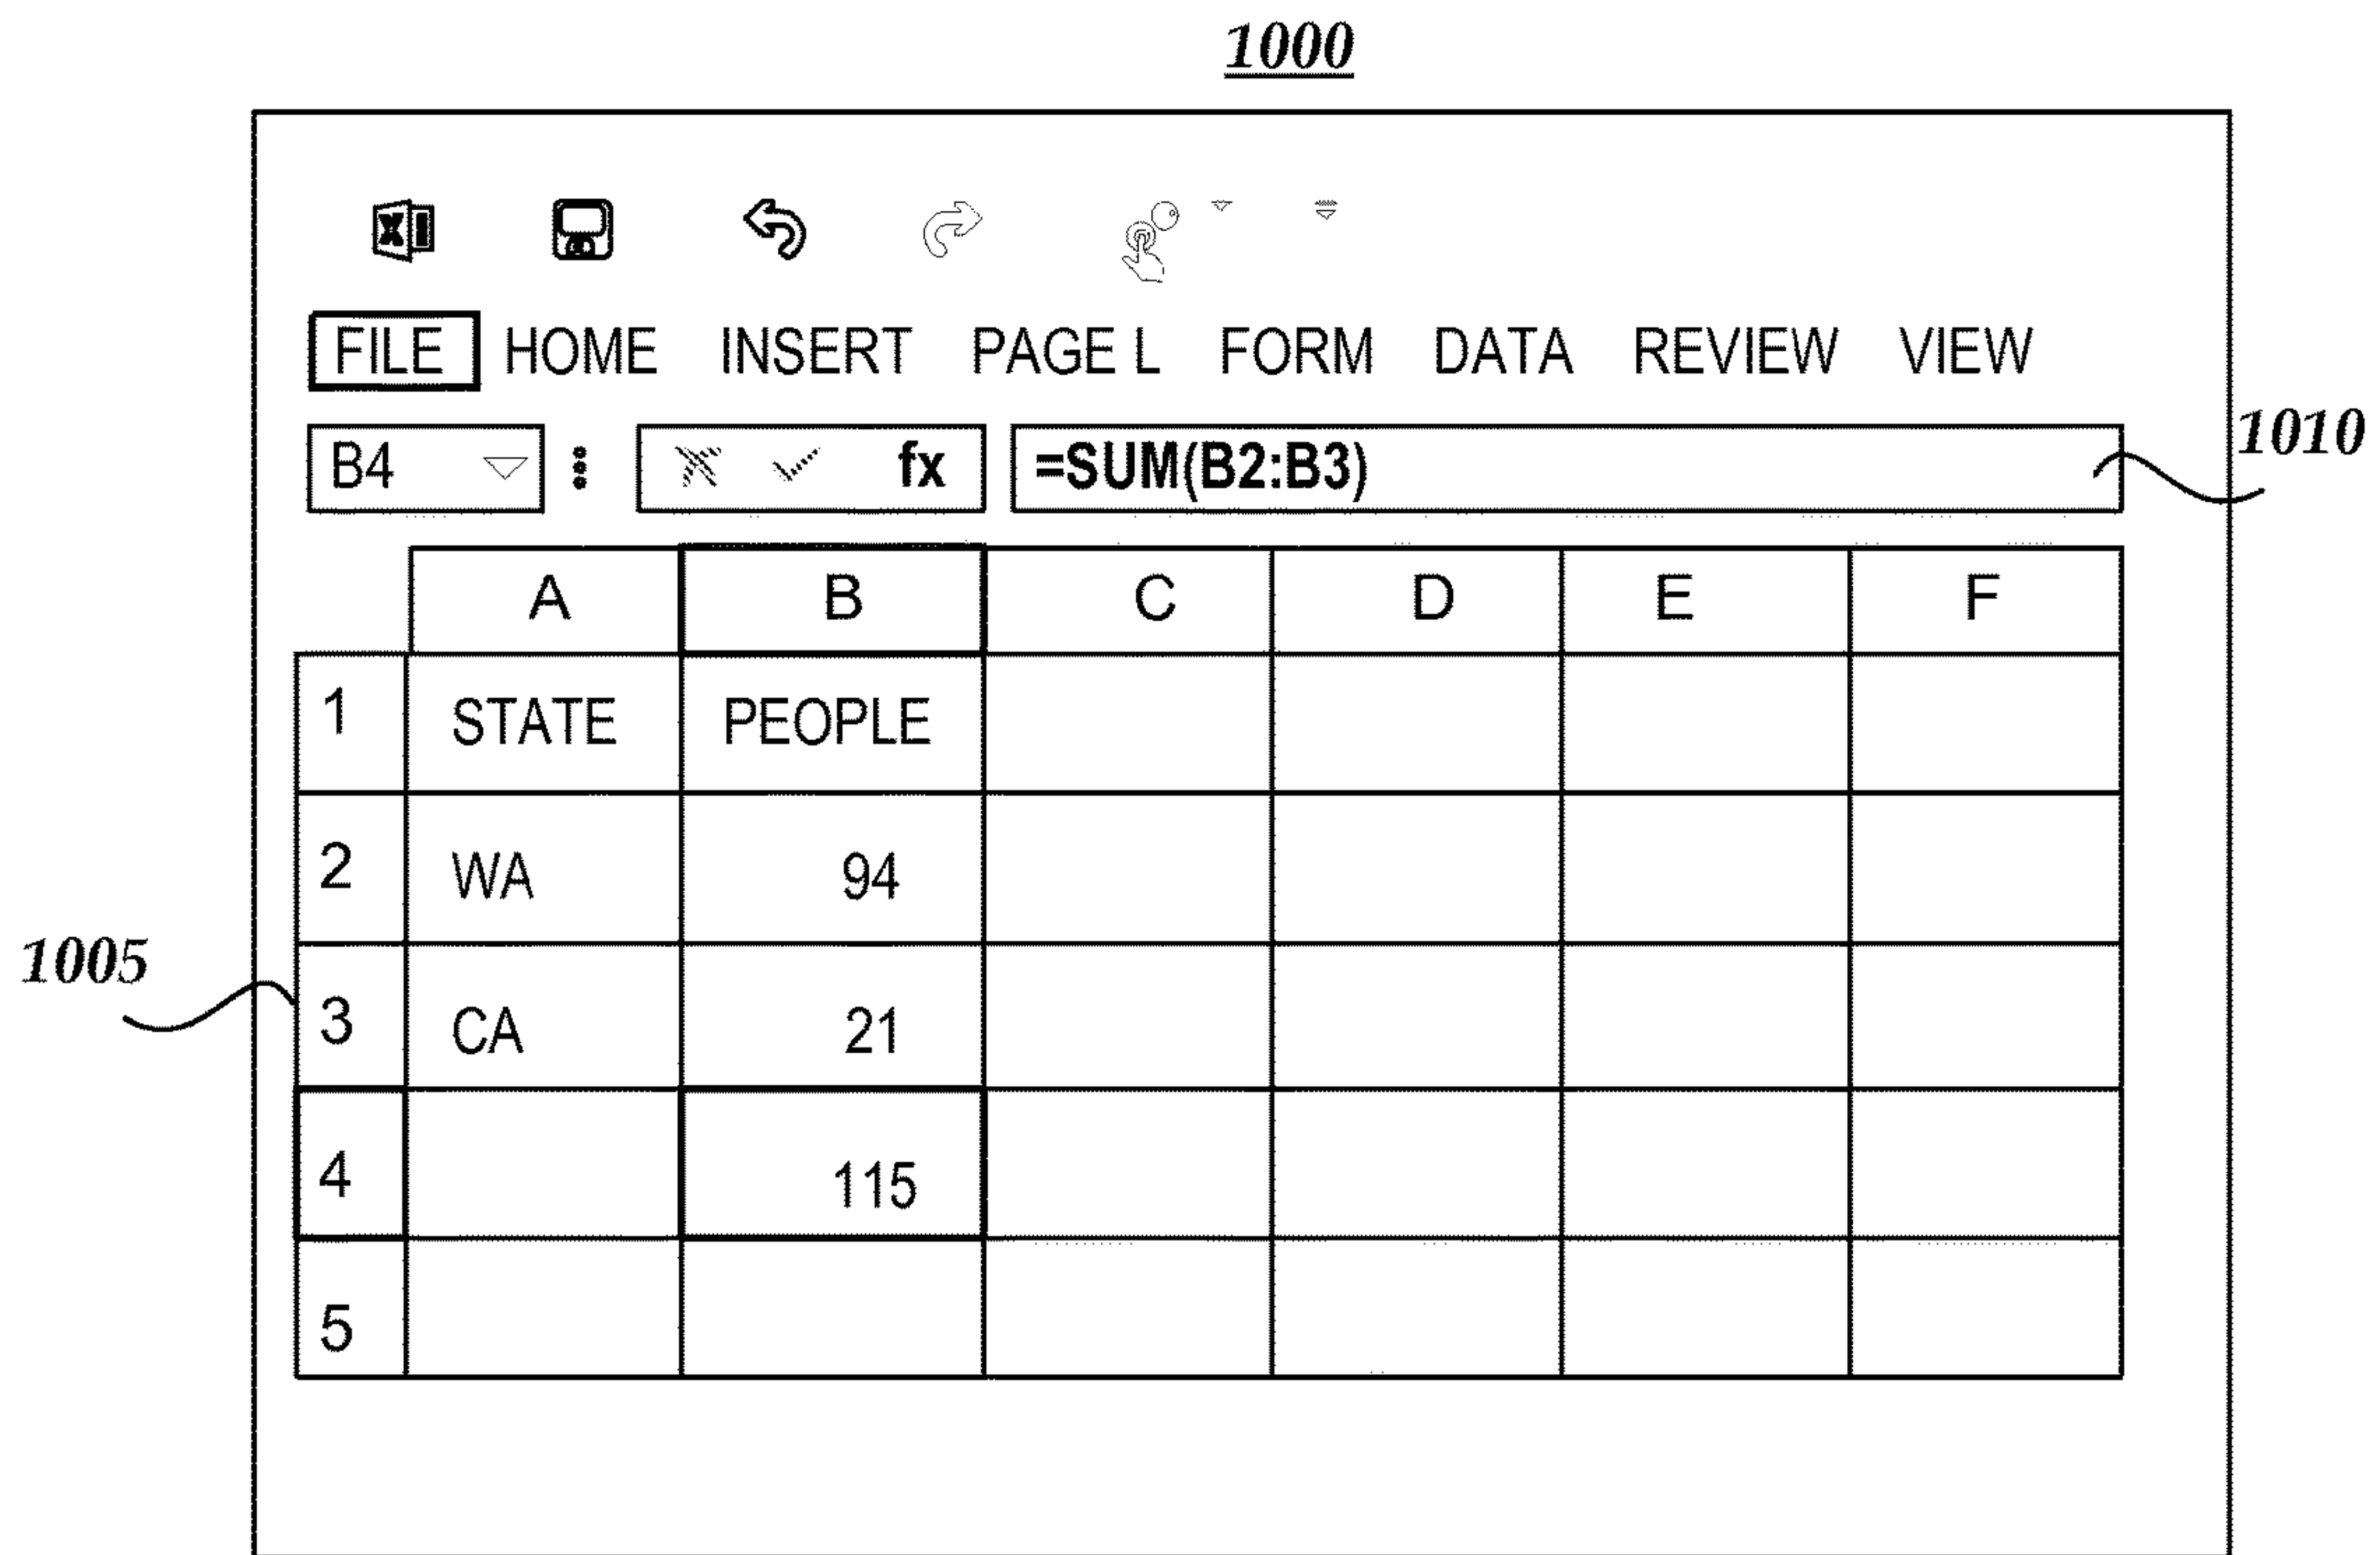 1000
FILE HOME INSERT PAGE L FORM DATA REVIEW VIEW
B4 fx =SUM(B2:B3) 1010
A B C D E F
1 STATE PEOPLE
2 WA 94
1005
3 CA 21
4 115
5